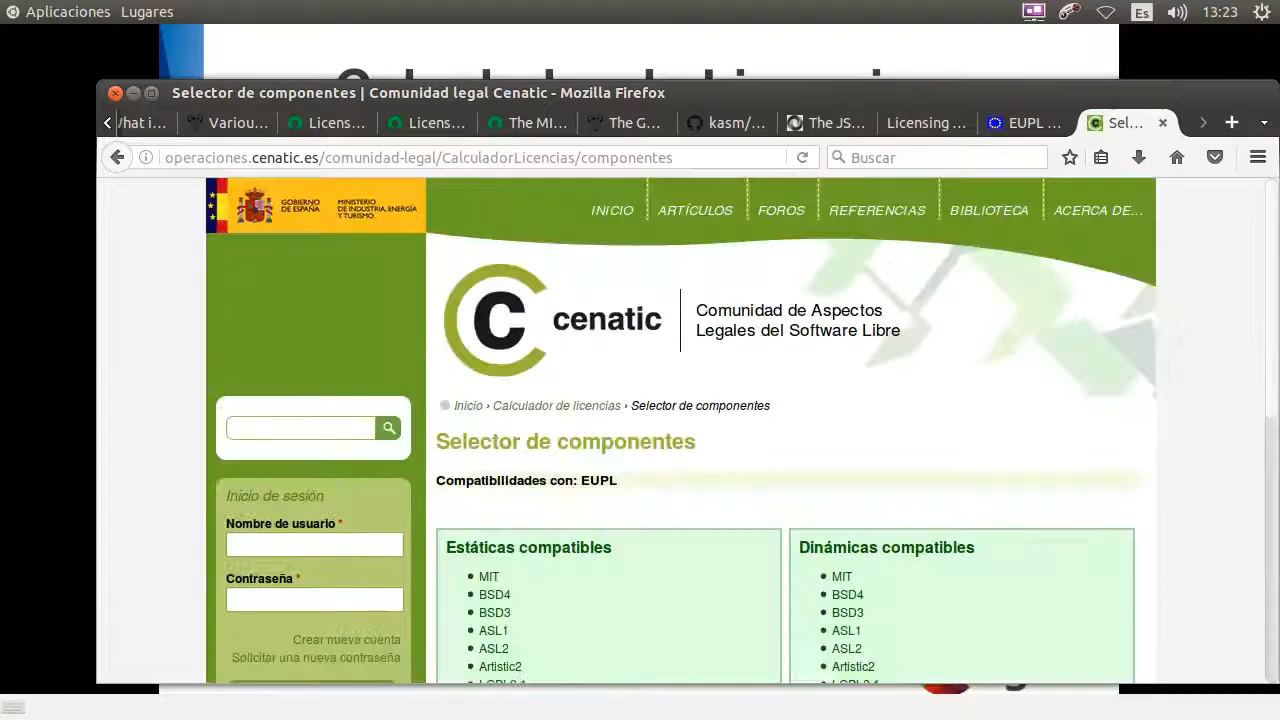 Aplicaciones Lugares
Es 13:23
Selector de componentes | Comunidad legal Cenatic - Mozilla Firefox
hat i... Variou... Licens... Licens... The MI... The G... kasm/... The JS... Licensing ... EUPL ... Sel...
operaciones.cenatic.es/comunidad-legal/CalculadorLicencias/componentes
Buscar
GOBIERNO DE ESPAÑA
MINISTERIO DE INDUSTRIA, ENERGÍA Y TURISMO
INICIO ARTÍCULOS FOROS REFERENCIAS BIBLIOTECA ACERCA DE...
C cenatic
Comunidad de Aspectos
Legales del Software Libre
Inicio › Calculador de licencias › Selector de componentes
Selector de componentes
Compatibilidades con: EUPL
Inicio de sesión
Nombre de usuario *
Contraseña *
Crear nueva cuenta
Solicitar una nueva contraseña
Estáticas compatibles
MIT
BSD4
BSD3
ASL1
ASL2
Artistic2
Dinámicas compatibles
MIT
BSD4
BSD3
ASL1
ASL2
Artistic2